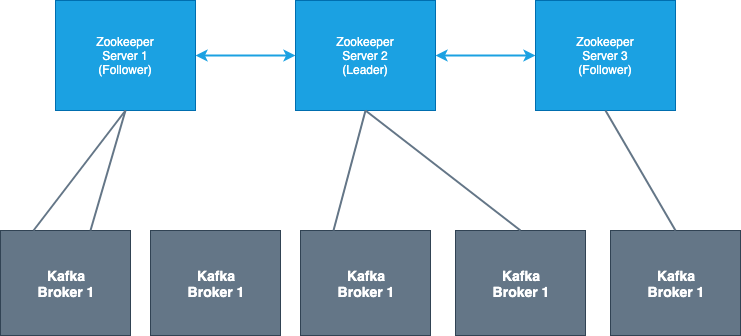 Zookeeper
Server 1
(Follower)
Zookeeper
Server 2
(Leader)
Zookeeper
Server 3
(Follower)
Kafka
Broker 1
Kafka
Broker 1
Kafka
Broker 1
Kafka
Broker 1
Kafka
Broker 1